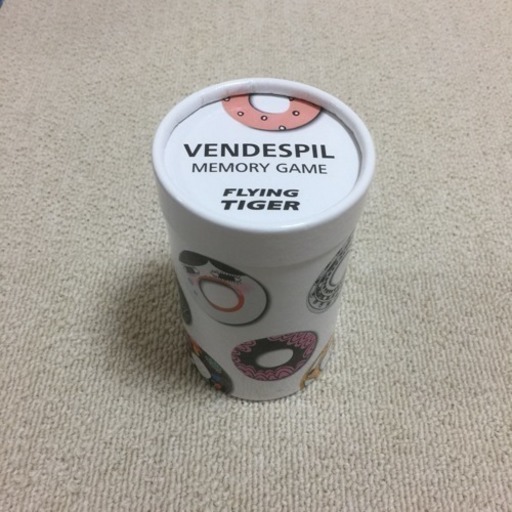 VENDESPIL
MEMORY GAME
FLYING
TIGER